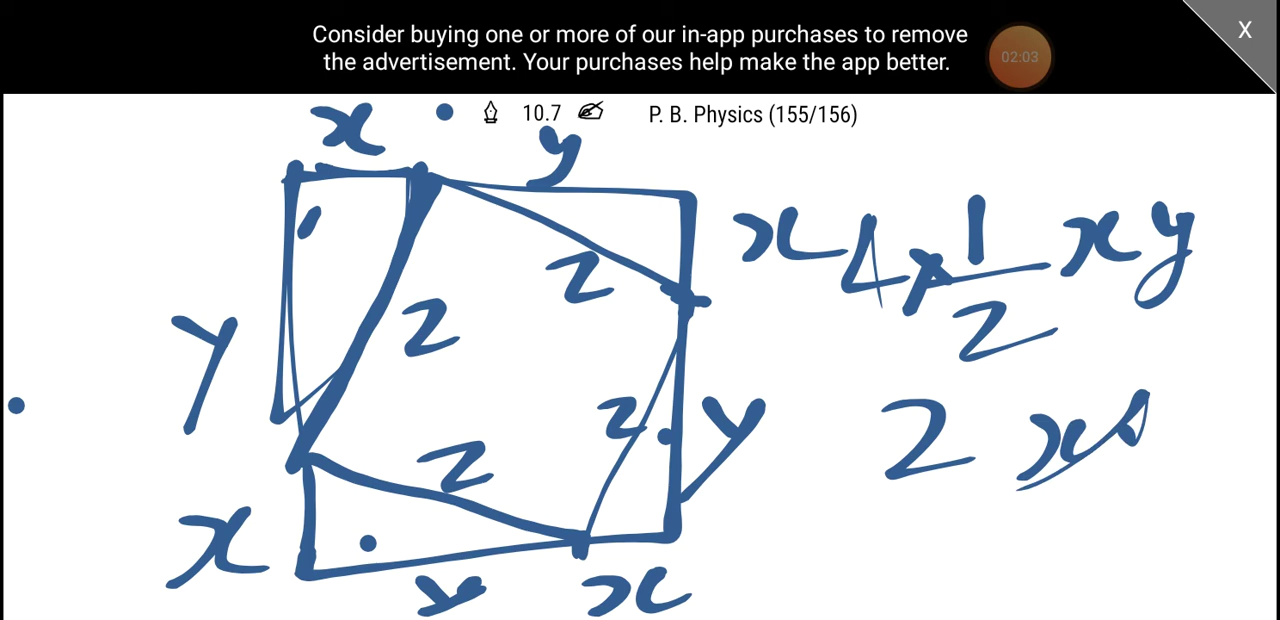 Consider buying one or more of our in-app purchases to remove
the advertisement. Your purchases help make the app better.
02:03
X
10.7
P. B. Physics (155/156)
x
y
z
x
4 × 1/2 xy
y
z
z
z
y
2 x
x
y
x